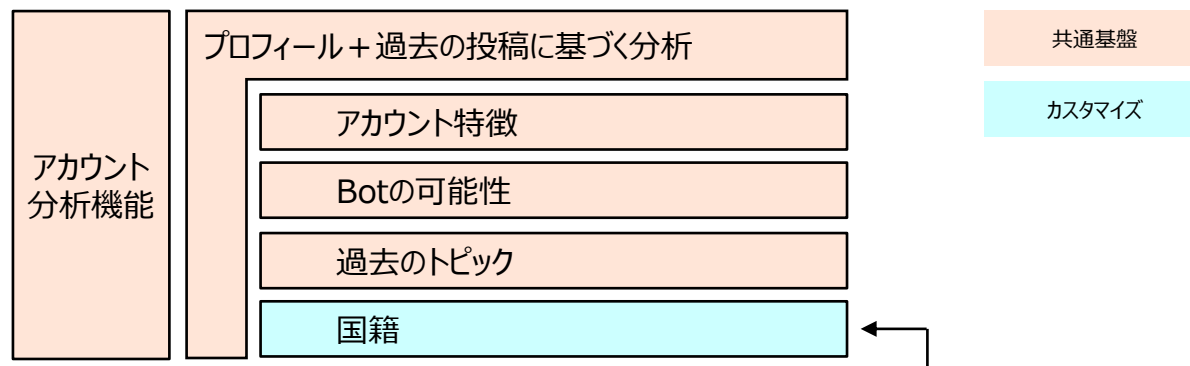 プロフィール+過去の投稿に基づく分析
共通基盤
アカウント特徴
カスタマイズ
アカウント
分析機能
Botの可能性
過去のトピック
国籍